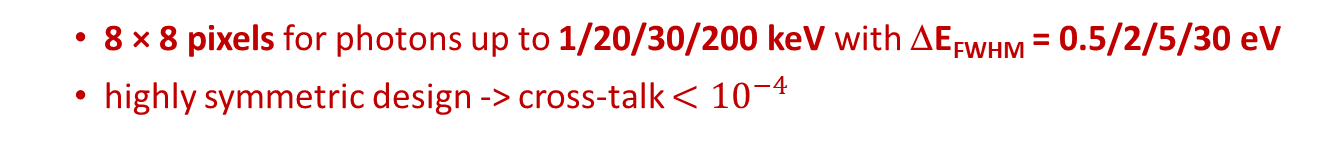 • 8 × 8 pixels for photons up to 1/20/30/200 keV with ΔE_FWHM = 0.5/2/5/30 eV
• highly symmetric design -> cross-talk < 10⁻⁴